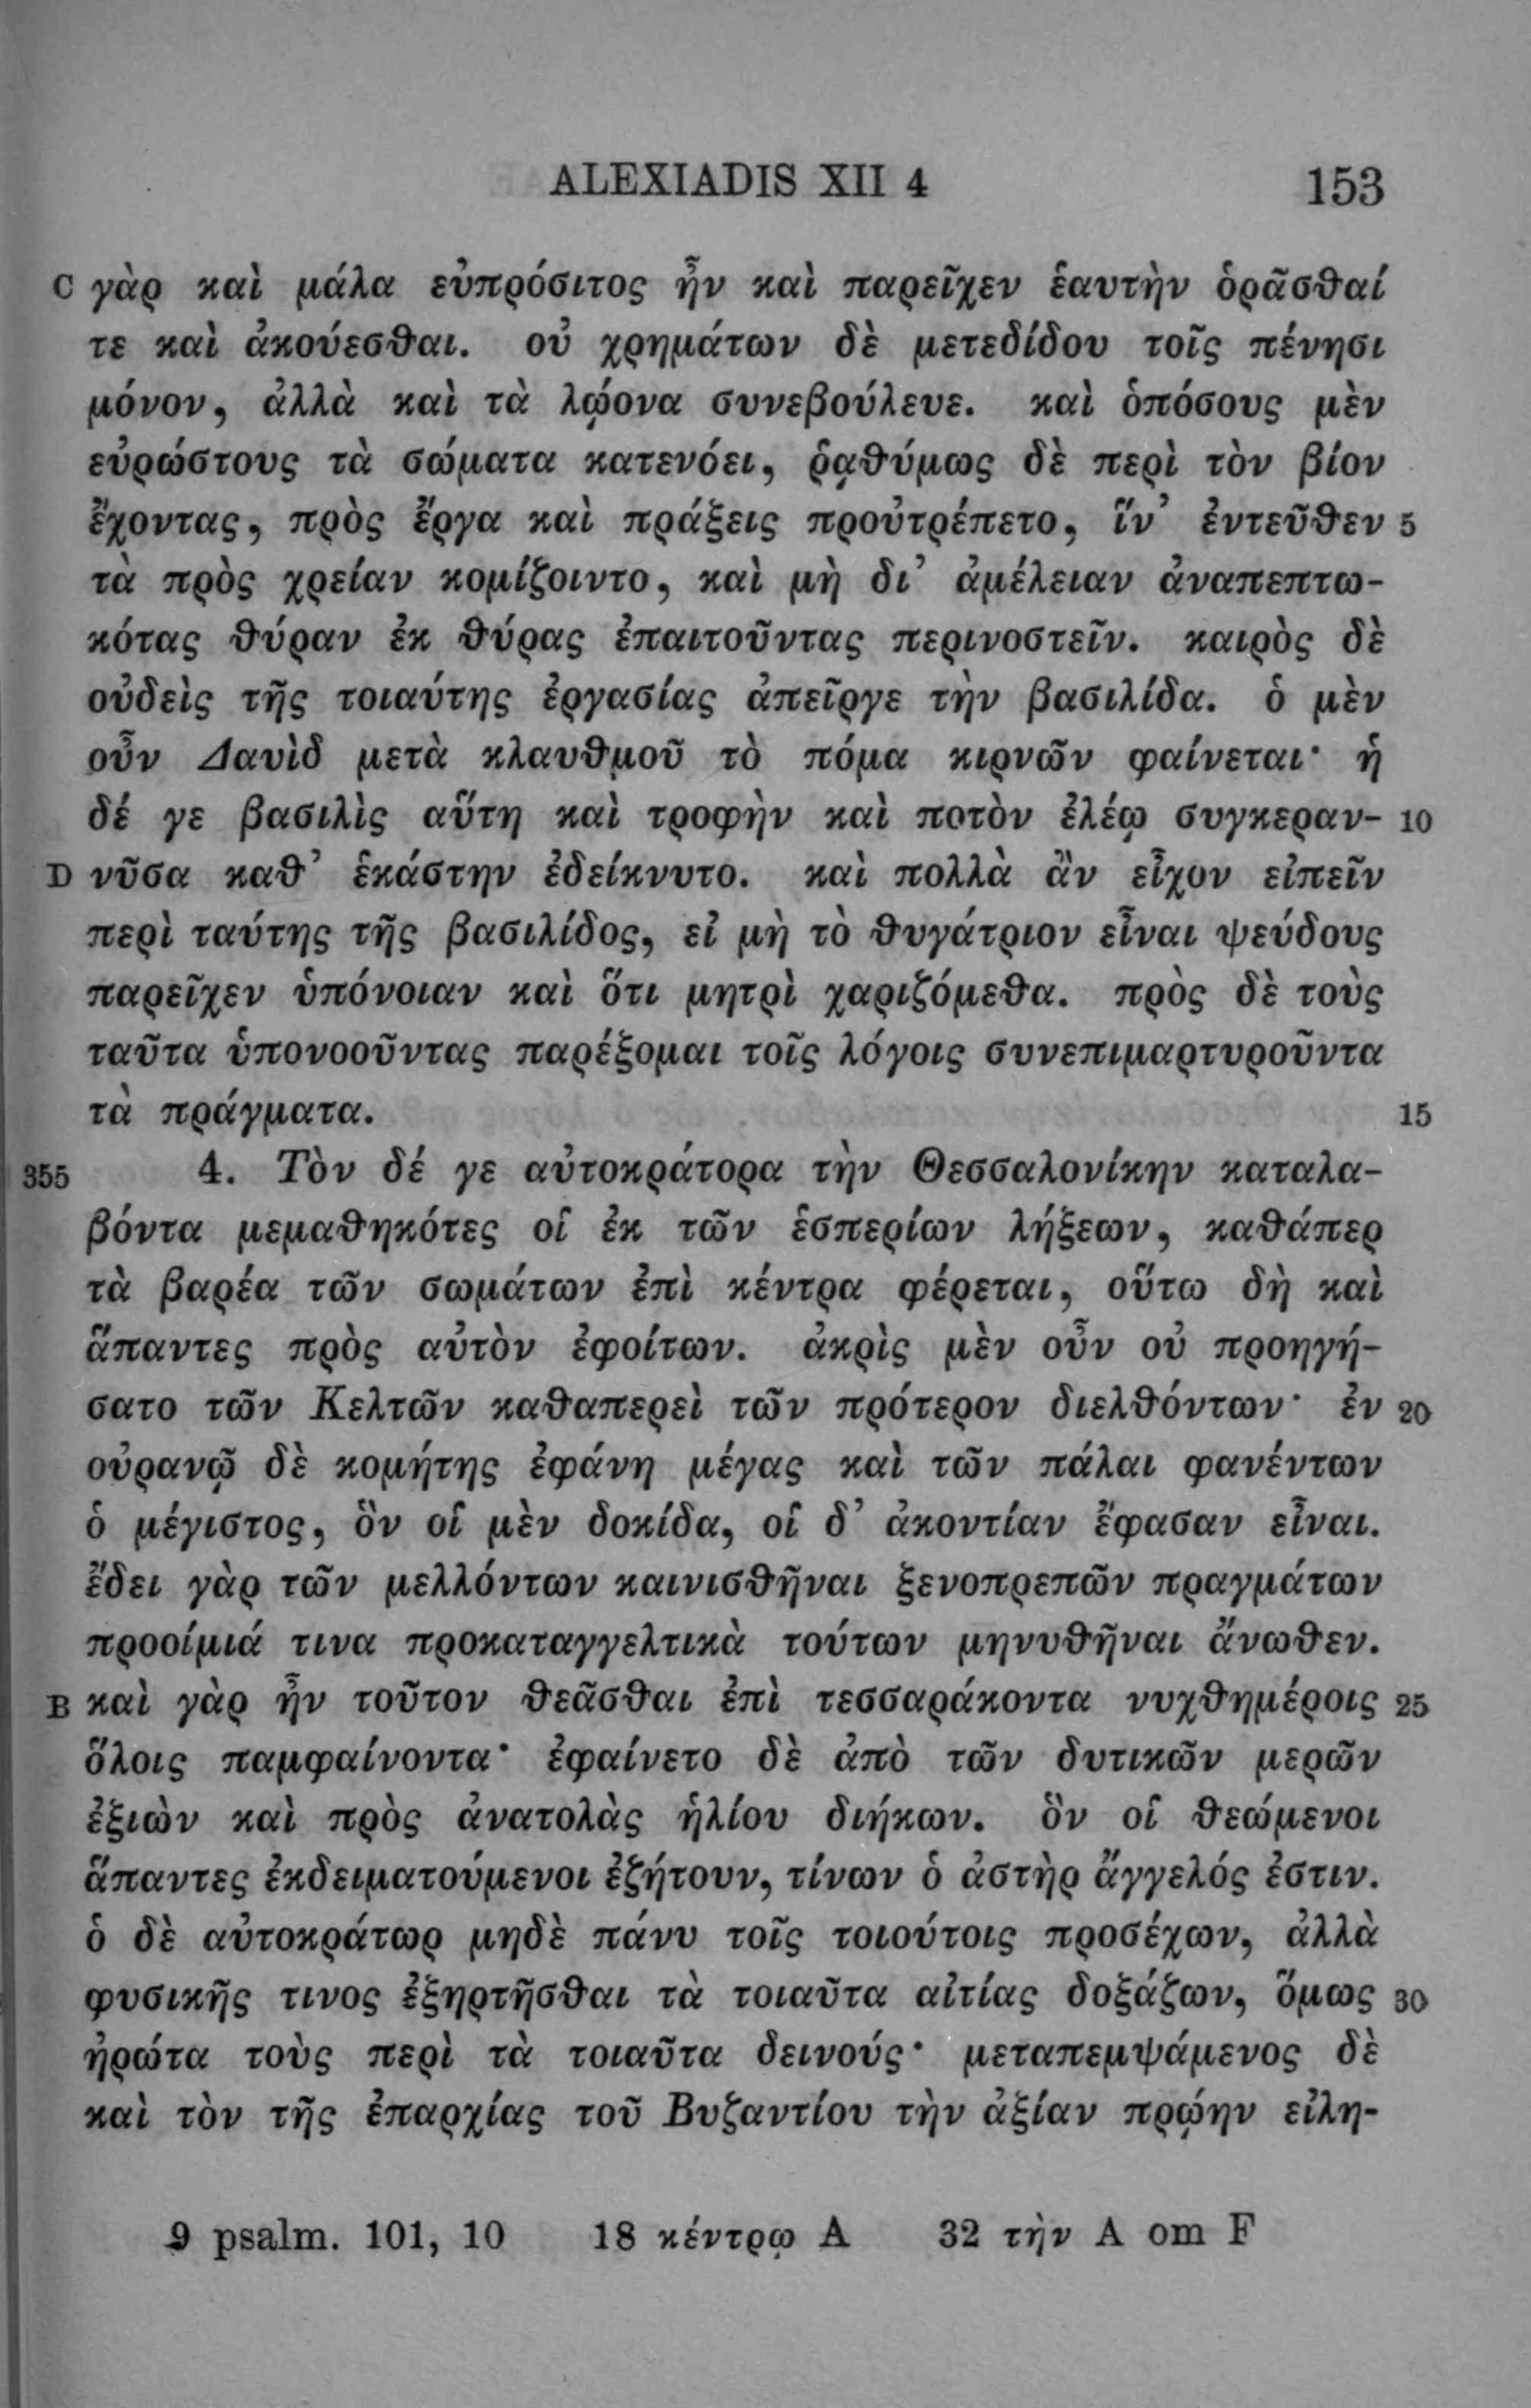 ALEXIADIS XII 4 153
C γὰρ καὶ μάλα εὐπρόσιτος ἦν καὶ παρεῖχεν ἑαυτὴν ὁρᾶσθαί
τε καὶ ἀκούεσθαι. οὐ χρημάτων δὲ μετεδίδου τοῖς πένησι
μόνον, ἀλλὰ καὶ τὰ λῴονα συνεβούλευε. καὶ ὁπόσους μὲν
εὐρώστους τὰ σώματα κατενόει, ῥᾳθύμως δὲ περὶ τὸν βίον
ἔχοντας, πρὸς ἔργα καὶ πράξεις προὐτρέπετο, ἵν’ ἐντεῦθεν 5
τὰ πρὸς χρείαν κομίζοιντο, καὶ μὴ δι’ ἀμέλειαν ἀναπεπτω-
κότας θύραν ἐκ θύρας ἐπαιτοῦντας περινοστεῖν. καιρὸς δὲ
οὐδεὶς τῆς τοιαύτης ἐργασίας ἀπεῖργε τὴν βασιλίδα. ὁ μὲν
οὖν Δαυὶδ μετὰ κλαυθμοῦ τὸ πόμα κιρνῶν φαίνεται· ἡ
δέ γε βασιλὶς αὕτη καὶ τροφὴν καὶ ποτὸν ἐλέῳ συγκεραν- 10
D νῦσα καθ’ ἑκάστην ἐδείκνυτο. καὶ πολλὰ ἂν εἶχον εἰπεῖν
περὶ ταύτης τῆς βασιλίδος, εἰ μὴ τὸ θυγάτριον εἶναι ψεύδους
παρεῖχεν ὑπόνοιαν καὶ ὅτι μητρὶ χαριζόμεθα. πρὸς δὲ τοὺς
ταῦτα ὑπονοοῦντας παρέξομαι τοῖς λόγοις συνεπιμαρτυροῦντα
τὰ πράγματα. 15
355 4. Τὸν δέ γε αὐτοκράτορα τὴν Θεσσαλονίκην καταλα-
βόντα μεμαθηκότες οἱ ἐκ τῶν ἑσπερίων λήξεων, καθάπερ
τὰ βαρέα τῶν σωμάτων ἐπὶ κέντρα φέρεται, οὕτω δὴ καὶ
ἅπαντες πρὸς αὐτὸν ἐφοίτων. ἀκρὶς μὲν οὖν οὐ προηγή-
σατο τῶν Κελτῶν καθαπερεὶ τῶν πρότερον διελθόντων· ἐν 20
οὐρανῷ δὲ κομήτης ἐφάνη μέγας καὶ τῶν πάλαι φανέντων
ὁ μέγιστος, ὃν οἱ μὲν δοκίδα, οἱ δ’ ἀκοντίαν ἔφασαν εἶναι.
ἔδει γὰρ τῶν μελλόντων καινισθῆναι ξενοπρεπῶν πραγμάτων
προοίμιά τινα προκαταγγελτικὰ τούτων μηνυθῆναι ἄνωθεν.
B καὶ γὰρ ἦν τοῦτον θεᾶσθαι ἐπὶ τεσσαράκοντα νυχθημέροις 25
ὅλοις παμφαίνοντα· ἐφαίνετο δὲ ἀπὸ τῶν δυτικῶν μερῶν
ἐξιὼν καὶ πρὸς ἀνατολὰς ἡλίου διήκων. ὃν οἱ θεώμενοι
ἅπαντες ἐκδειματούμενοι ἐζήτουν, τίνων ὁ ἀστὴρ ἄγγελός ἐστιν.
ὁ δὲ αὐτοκράτωρ μηδὲ πάνυ τοῖς τοιούτοις προσέχων, ἀλλὰ
φυσικῆς τινος ἐξηρτῆσθαι τὰ τοιαῦτα αἰτίας δοξάζων, ὅμως 30
ἠρώτα τοὺς περὶ τὰ τοιαῦτα δεινούς· μεταπεμψάμενος δὲ
καὶ τὸν τῆς ἐπαρχίας τοῦ Βυζαντίου τὴν ἀξίαν πρῴην εἰλη-
9 psalm. 101, 10 18 κέντρῳ A 32 τὴν A om F